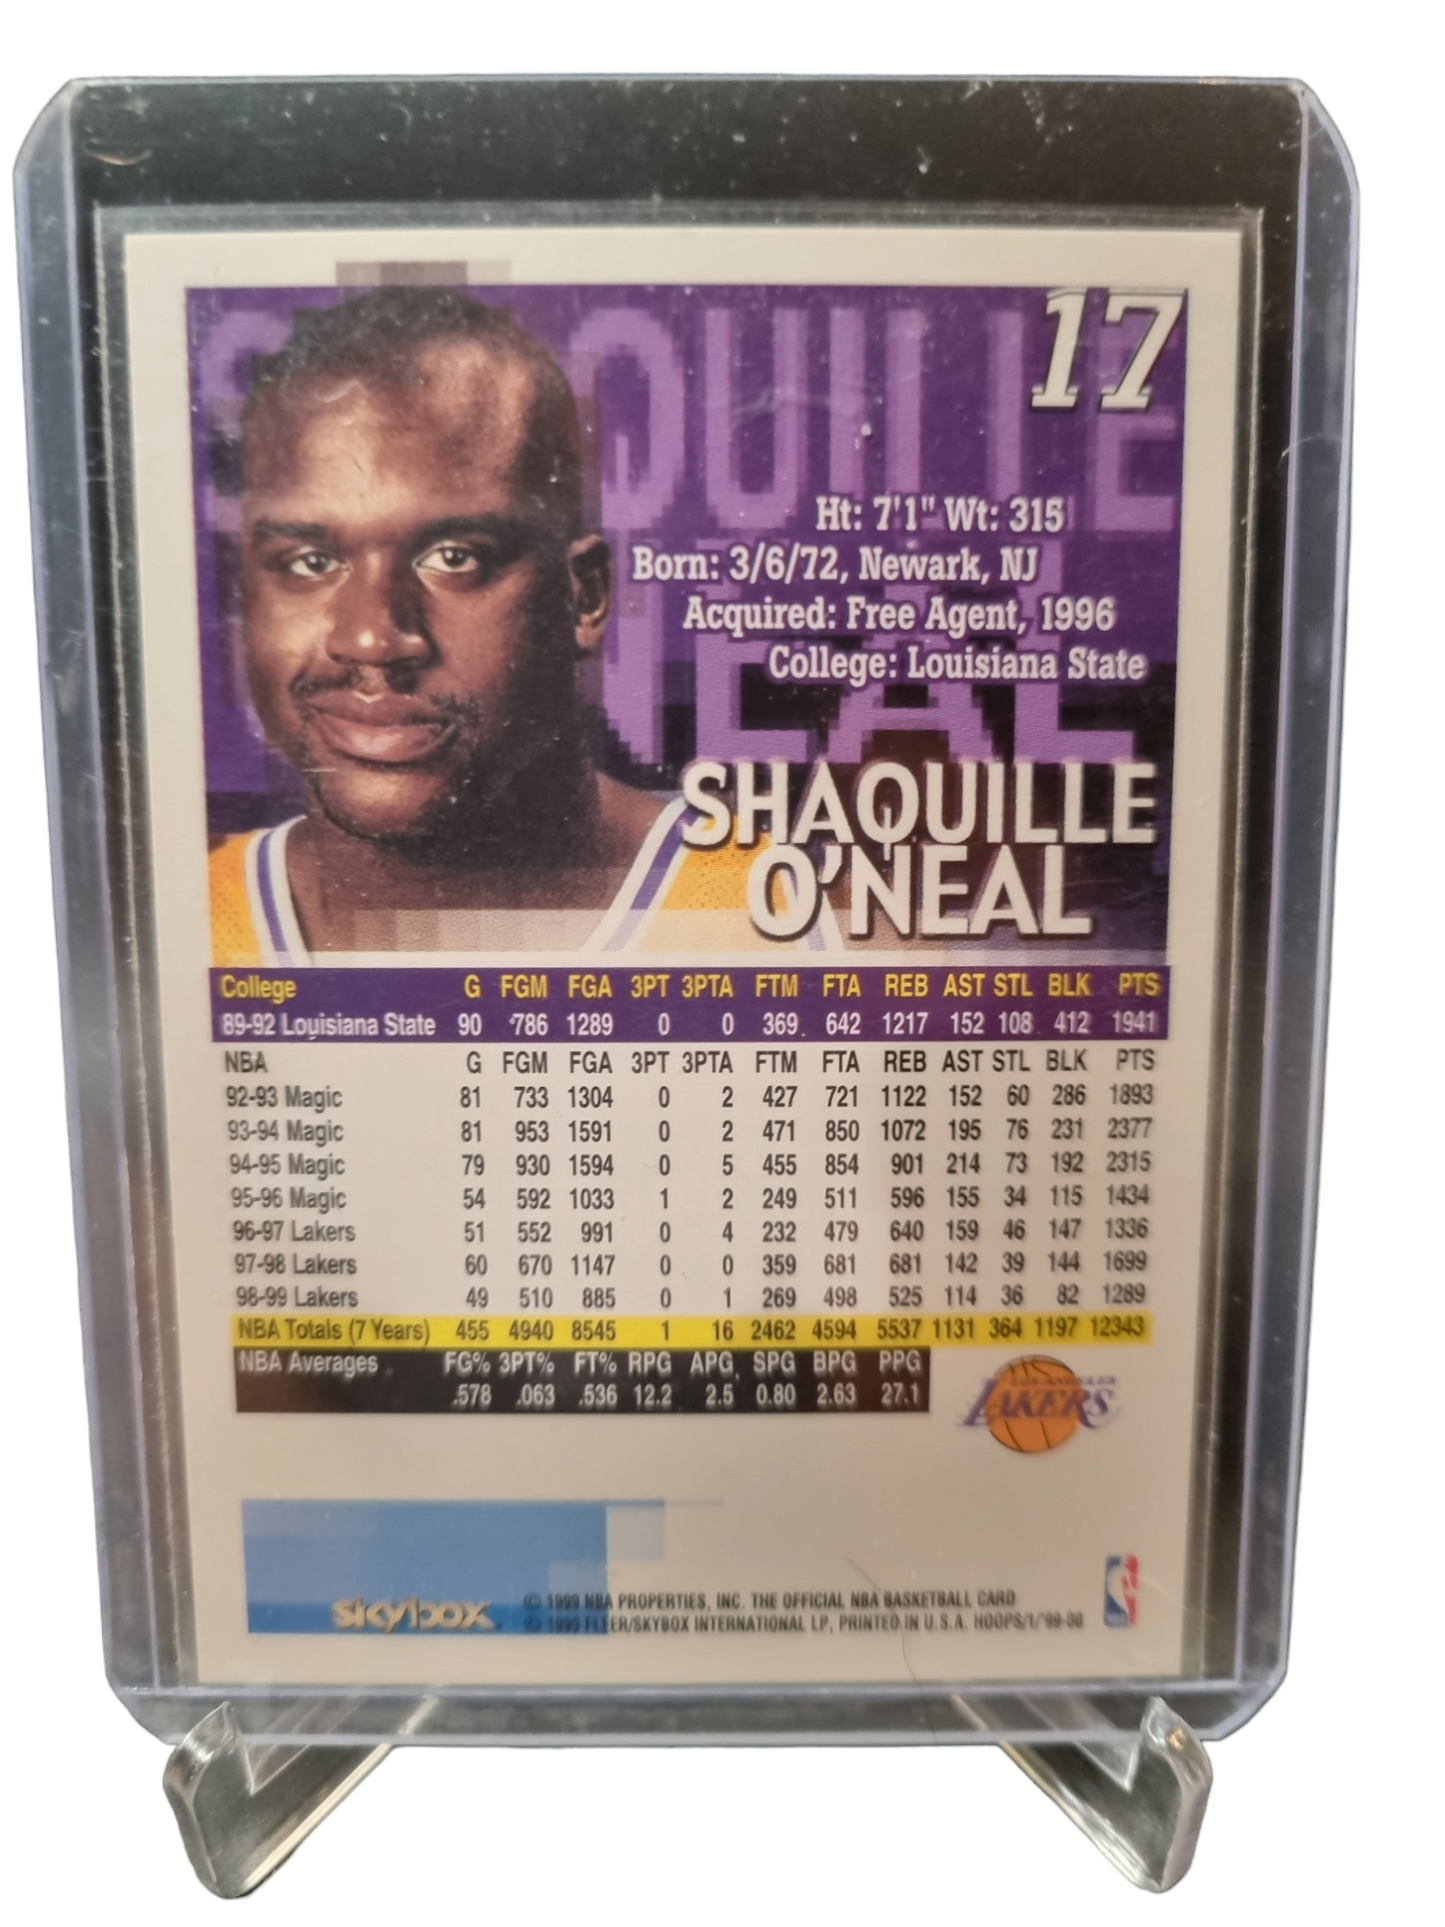 17
SHAQUILLE
O'NEAL
Ht: 7'1" Wt: 315
Born: 3/6/72, Newark, NJ
Acquired: Free Agent, 1996
College: Louisiana State
SHAQUILLE
O'NEAL
College G FGM FGA 3PT 3PTA FTM FTA REB AST STL BLK PTS
89-92 Louisiana State 90 786 1289 0 0 369 642 1217 152 108 412 1941
NBA G FGM FGA 3PT 3PTA FTM FTA REB AST STL BLK PTS
92-93 Magic 81 733 1304 0 2 427 721 1122 152 60 286 1893
93-94 Magic 81 953 1591 0 2 471 850 1072 195 76 231 2377
94-95 Magic 79 930 1594 0 5 455 854 901 214 73 192 2315
95-96 Magic 54 592 1033 1 2 249 511 596 155 34 115 1434
96-97 Lakers 51 552 991 0 4 232 479 640 159 46 147 1336
97-98 Lakers 60 670 1147 0 0 359 681 681 142 39 144 1699
98-99 Lakers 49 510 885 0 1 269 498 525 114 36 82 1289
NBA Totals (7 Years) 455 4940 8545 1 16 2462 4594 5537 1131 364 1197 12343
NBA Averages FG% 3PT% FT% RPG APG SPG BPG PPG
.578 .063 .536 12.2 2.5 0.80 2.63 27.1
LOS ANGELES
LAKERS
skybox
© 1999 NBA PROPERTIES, INC. THE OFFICIAL NBA BASKETBALL CARD
© 1999 FLEER/SKYBOX INTERNATIONAL LP, PRINTED IN U.S.A. HOOPS/1/'99-00
NBA